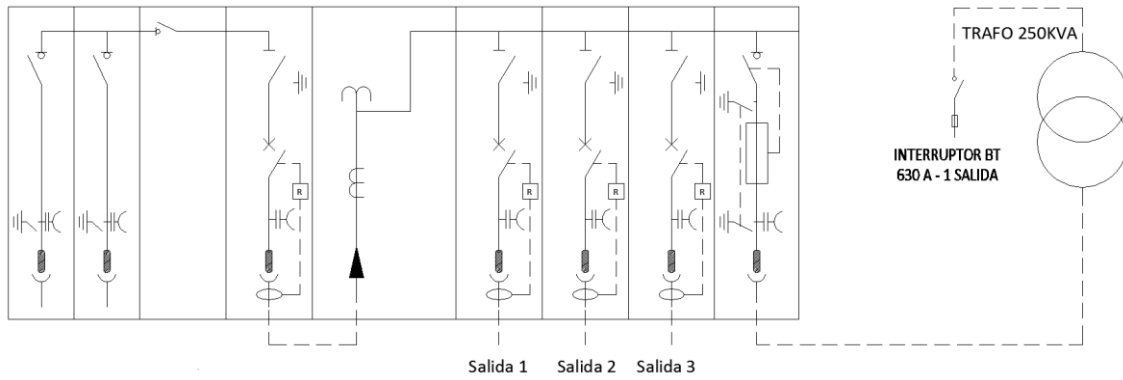 TRAFO 250KVA
INTERRUPTOR BT
630 A - 1 SALIDA
R
R
R
R
Salida 1
Salida 2
Salida 3